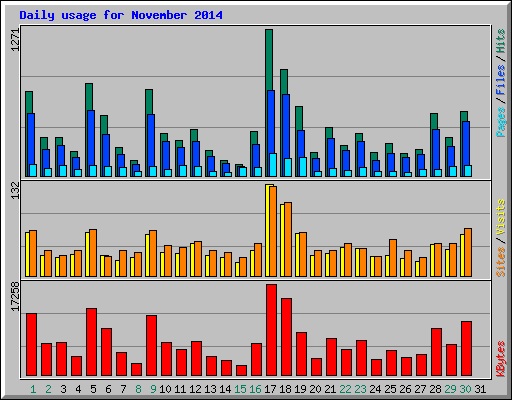 Daily usage for November 2014
1271
Pages / Files / Hits
132
Sites / Visits
17258
KBytes
1 2 3 4 5 6 7 8 9 10 11 12 13 14 15 16 17 18 19 20 21 22 23 24 25 26 27 28 29 30 31